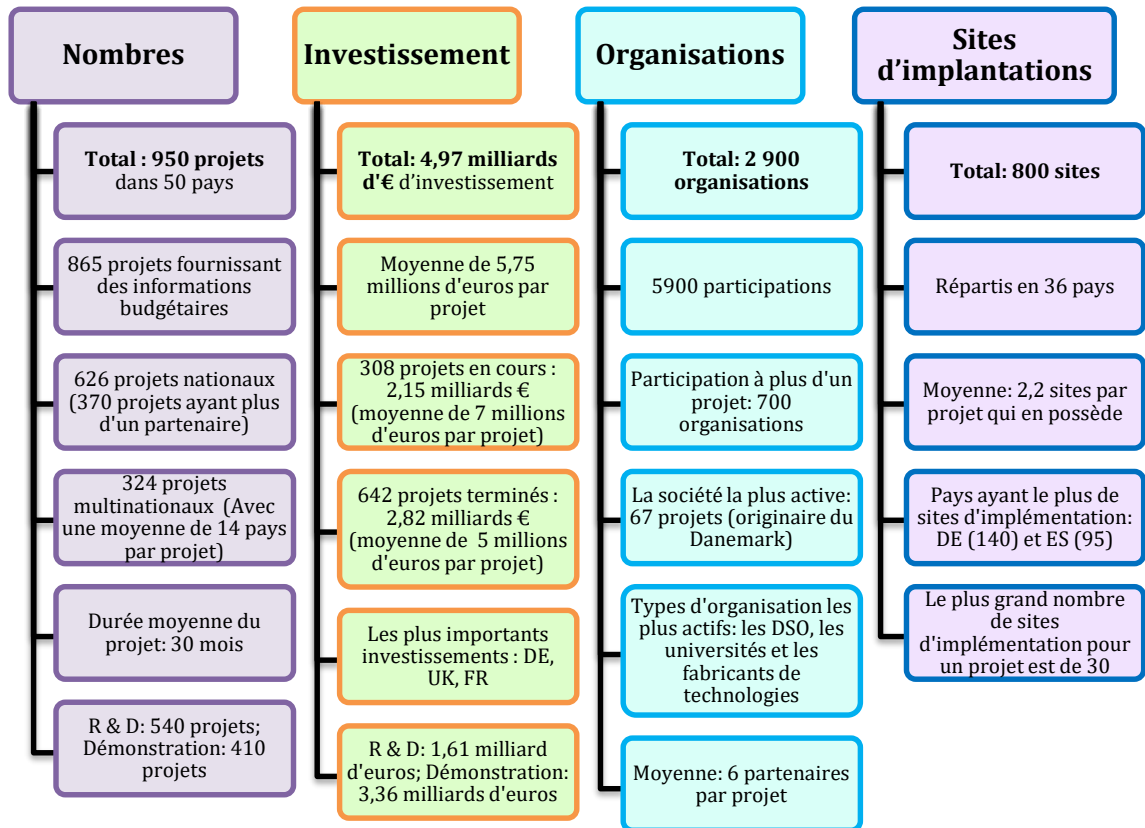 Nombres
Total : 950 projets
dans 50 pays
865 projets fournissant
des informations
budgétaires
626 projets nationaux
(370 projets ayant plus
d'un partenaire)
324 projets
multinationaux (Avec
une moyenne de 14 pays
par projet)
Durée moyenne du
projet: 30 mois
R & D: 540 projets;
Démonstration: 410
projets
Investissement
Total: 4,97 milliards
d'€ d'investissement
Moyenne de 5,75
millions d'euros par
projet
308 projets en cours :
2,15 milliards €
(moyenne de 7 millions
d'euros par projet)
642 projets terminés :
2,82 milliards €
(moyenne de 5 millions
d'euros par projet)
Les plus importants
investissements : DE,
UK, FR
R & D: 1,61 milliard
d'euros; Démonstration:
3,36 milliards d'euros
Organisations
Total: 2 900
organisations
5900 participations
Participation à plus d'un
projet: 700
organisations
La société la plus active:
67 projets (originaire du
Danemark)
Types d'organisation les
plus actifs: les DSO, les
universités et les
fabricants de
technologies
Moyenne: 6 partenaires
par projet
Sites
d'implantations
Total: 800 sites
Répartis en 36 pays
Moyenne: 2,2 sites par
projet qui en possède
Pays ayant le plus de
sites d'implémentation:
DE (140) et ES (95)
Le plus grand nombre
de sites
d'implémentation pour
un projet est de 30